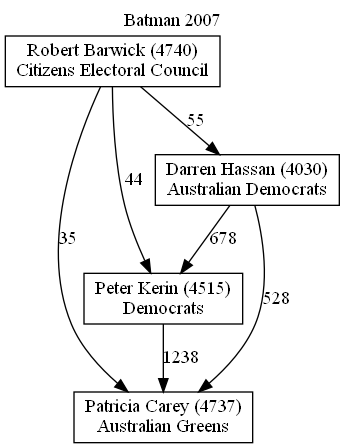 Batman 2007
Robert Barwick (4740)
Citizens Electoral Council
55
Darren Hassan (4030)
Australian Democrats
44
35
678
Peter Kerin (4515)
Democrats
528
1238
Patricia Carey (4737)
Australian Greens